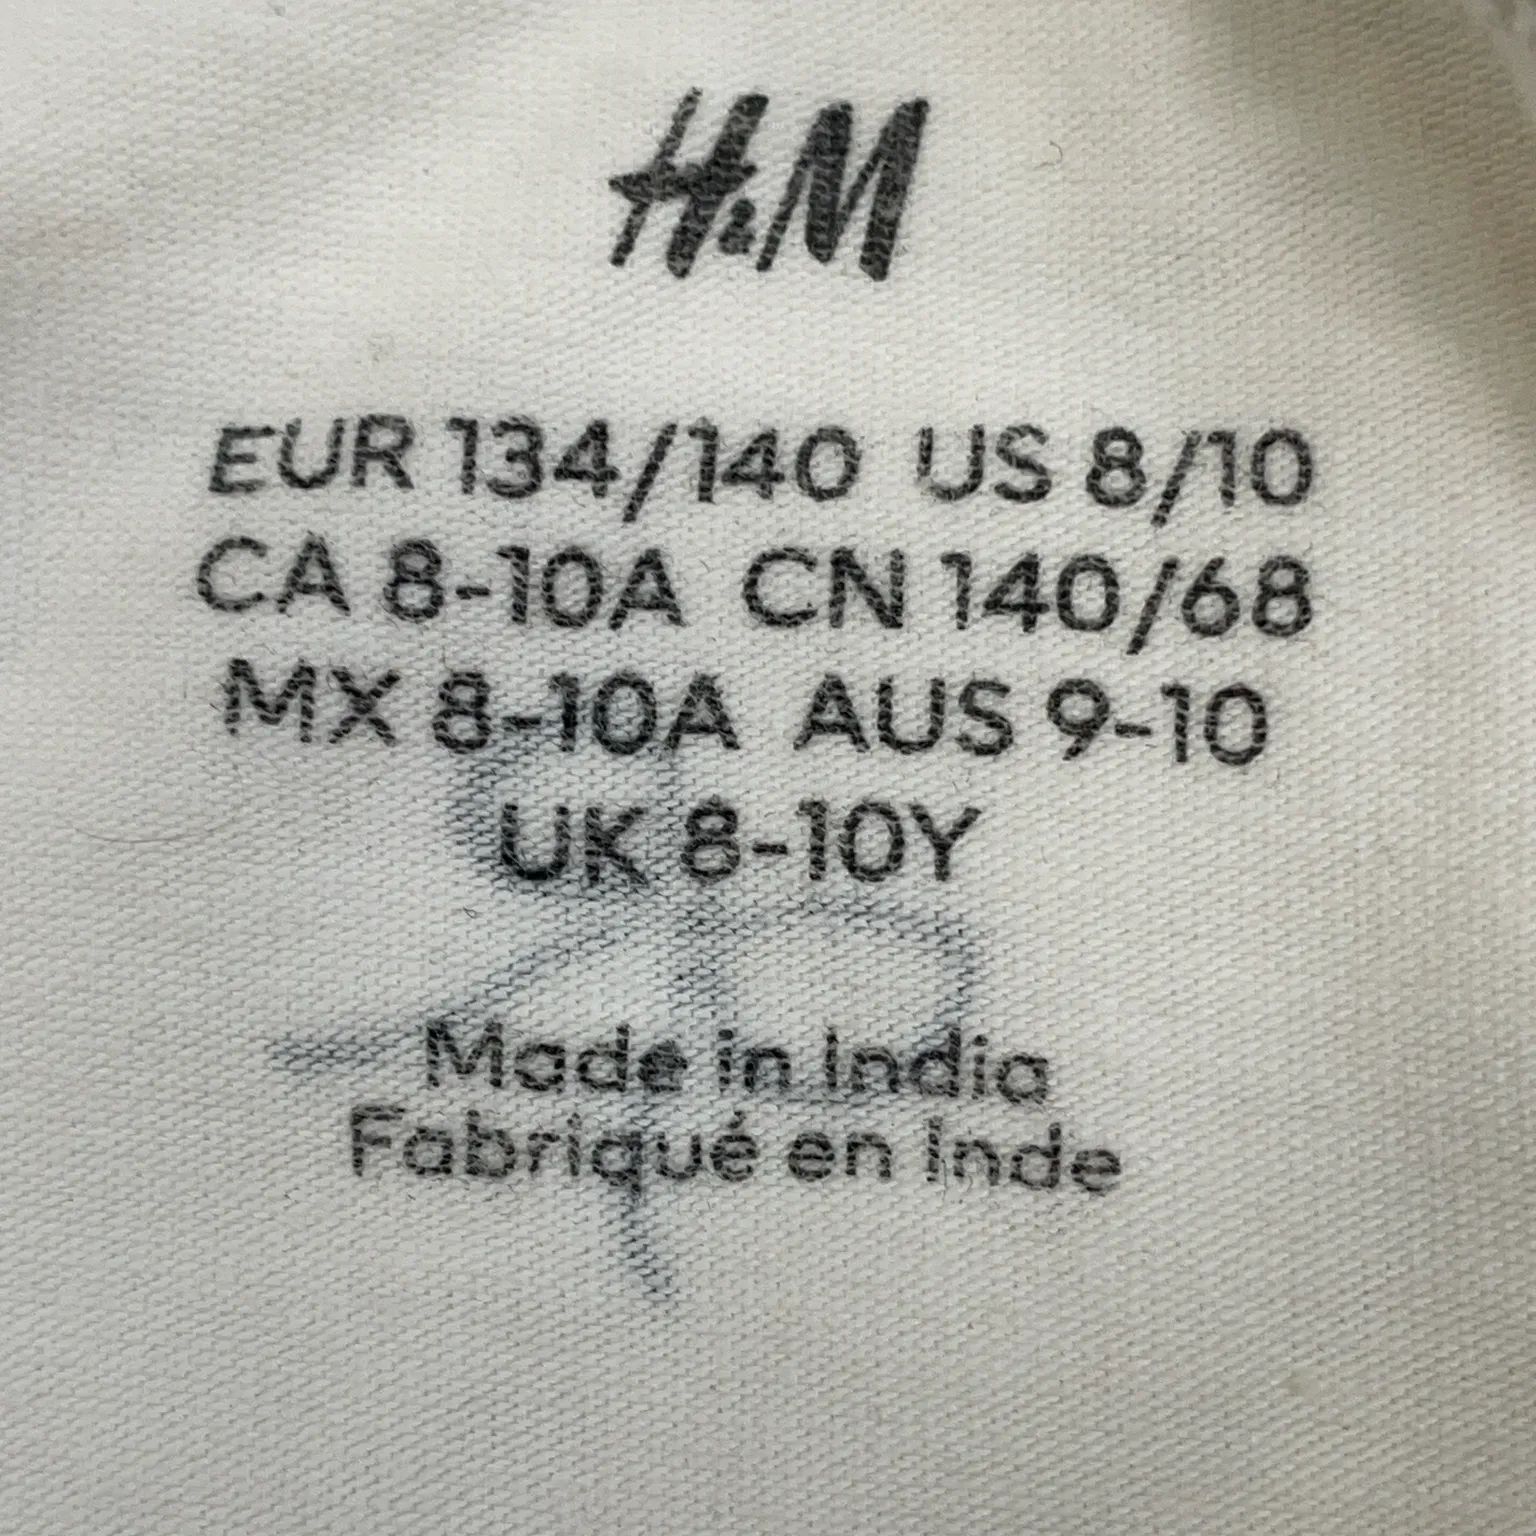 H&M
EUR 134/140 US 8/10
CA 8-10A CN 140/68
MX 8-10A AUS 9-10
UK 8-10Y
Made in India
Fabriqué en Inde